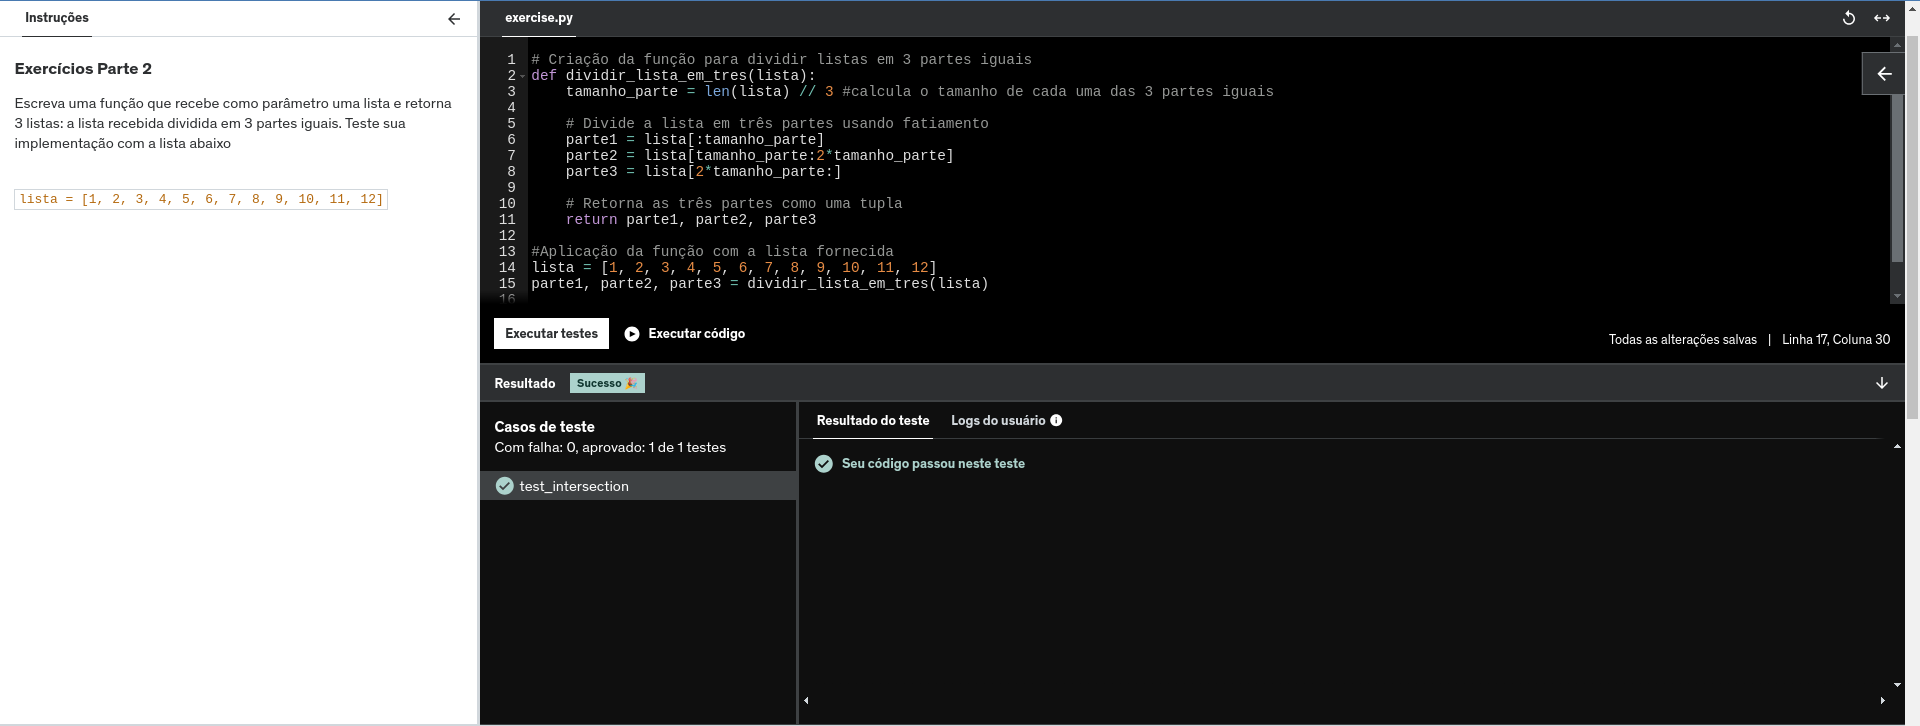 Instruções
Exercícios Parte 2
Escreva uma função que recebe como parâmetro uma lista e retorna
3 listas: a lista recebida dividida em 3 partes iguais. Teste sua
implementação com a lista abaixo
lista = [1, 2, 3, 4, 5, 6, 7, 8, 9, 10, 11, 12]
exercise.py
1 # Criação da função para dividir listas em 3 partes iguais
2 def dividir_lista_em_tres(lista):
3     tamanho_parte = len(lista) // 3 #calcula o tamanho de cada uma das 3 partes iguais
4
5     # Divide a lista em três partes usando fatiamento
6     parte1 = lista[:tamanho_parte]
7     parte2 = lista[tamanho_parte:2*tamanho_parte]
8     parte3 = lista[2*tamanho_parte:]
9
10     # Retorna as três partes como uma tupla
11     return parte1, parte2, parte3
12
13 #Aplicação da função com a lista fornecida
14 lista = [1, 2, 3, 4, 5, 6, 7, 8, 9, 10, 11, 12]
15 parte1, parte2, parte3 = dividir_lista_em_tres(lista)
16
Executar testes
Executar código
Todas as alterações salvas | Linha 17, Coluna 30
Resultado
Sucesso 🎉
Casos de teste
Com falha: 0, aprovado: 1 de 1 testes
test_intersection
Resultado do teste
Logs do usuário
Seu código passou neste teste